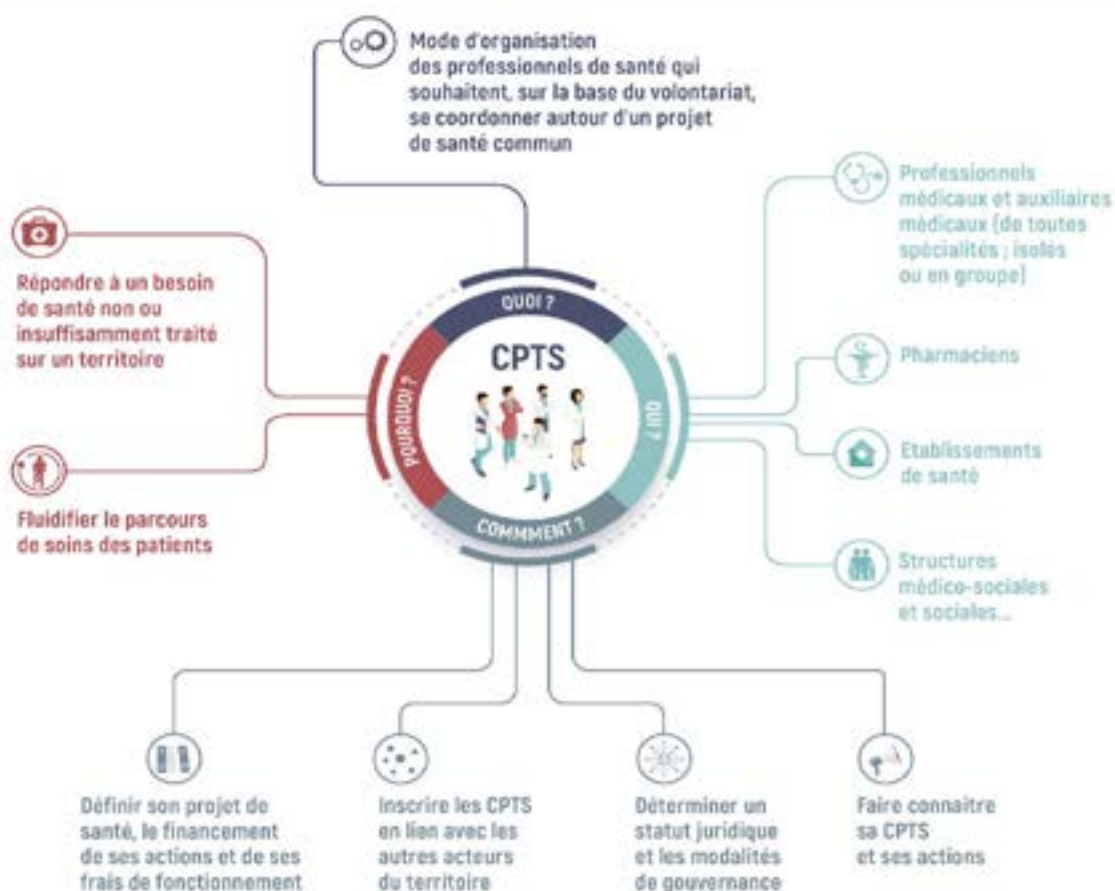 Mode d'organisation
des professionnels de santé qui
souhaitent, sur la base du volontariat,
se coordonner autour d'un projet
de santé commun
Professionnels
médicaux et auxiliaires
médicaux (de toutes
spécialités ; isolés
ou en groupe)
Répondre à un besoin
de santé non ou
insuffisamment traité
sur un territoire
QUOI ?
CPTS
POURQUOI ?
QUI ?
COMMMENT ?
Pharmaciens
Etablissements
de santé
Fluidifier le parcours
de soins des patients
Structures
médico-sociales
et sociales...
Définir son projet de
santé, le financement
de ses actions et de ses
frais de fonctionnement
Inscrire les CPTS
en lien avec les
autres acteurs
du territoire
Déterminer un
statut juridique
et les modalités
de gouvernance
Faire connaitre
sa CPTS
et ses actions